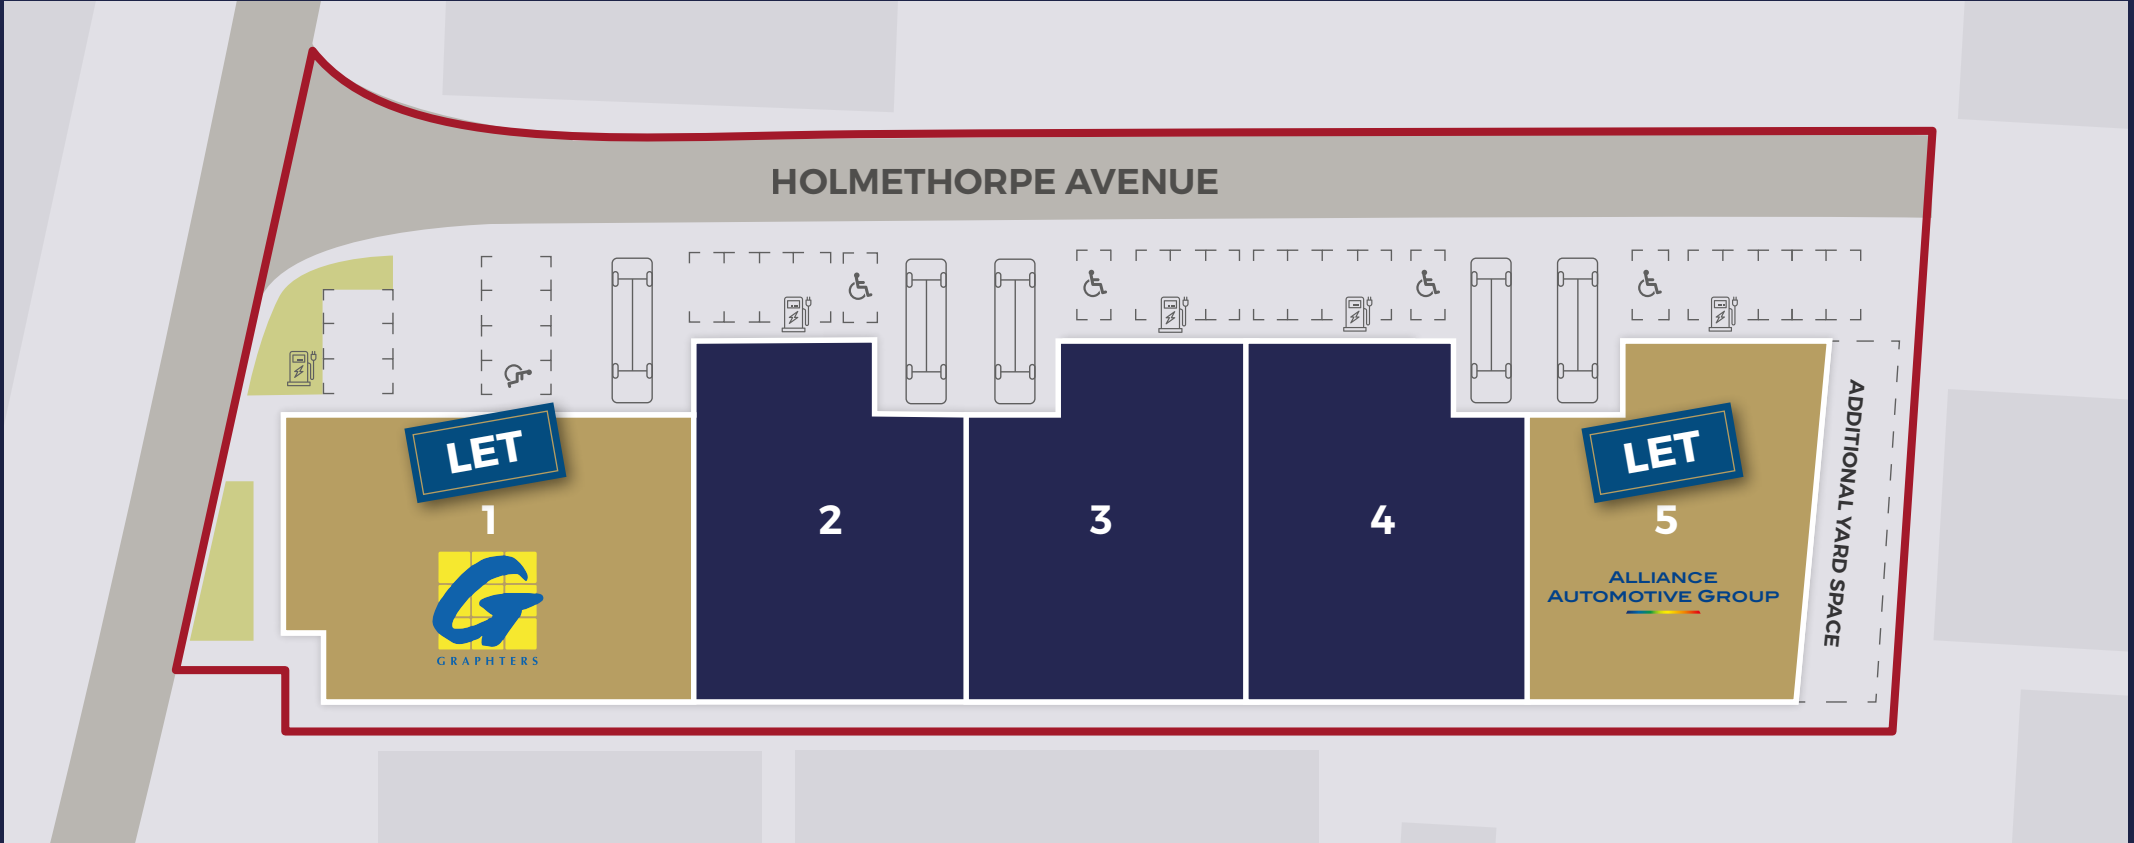 HOLMETHORPE AVENUE
LET
1
GRAPHTERS
2
3
4
LET
5
ALLIANCE
AUTOMOTIVE GROUP
ADDITIONAL YARD SPACE